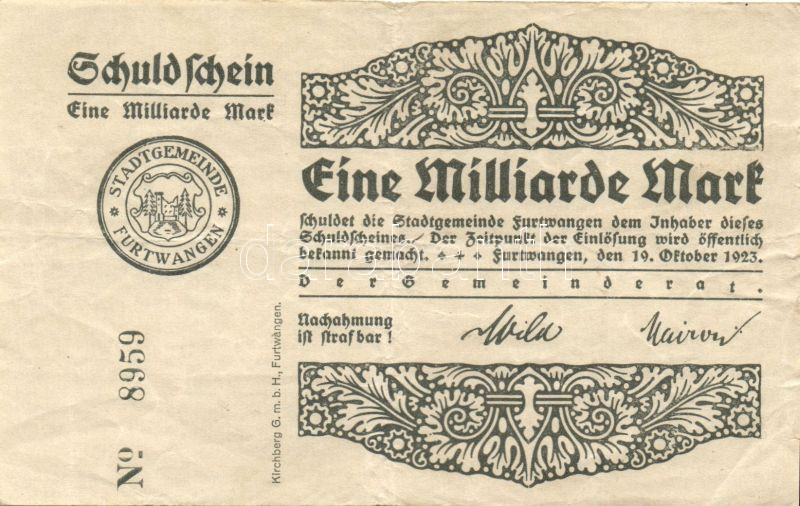 Schuldschein
Eine Milliarde Mark
STADTGEMEINDE
FURTWANGEN
No 8959
Kirchberg G. m. b. H., Furtwangen.
Eine Milliarde Mark
schuldet die Stadtgemeinde Furtwangen dem Inhaber dieses
Schuldscheines. Der Zeitpunkt der Einlösung wird öffentlich
bekannt gemacht. Furtwangen, den 19. Oktober 1923.
Der Gemeinderat.
Nachahmung
ist strafbar!
Wild
darabanth